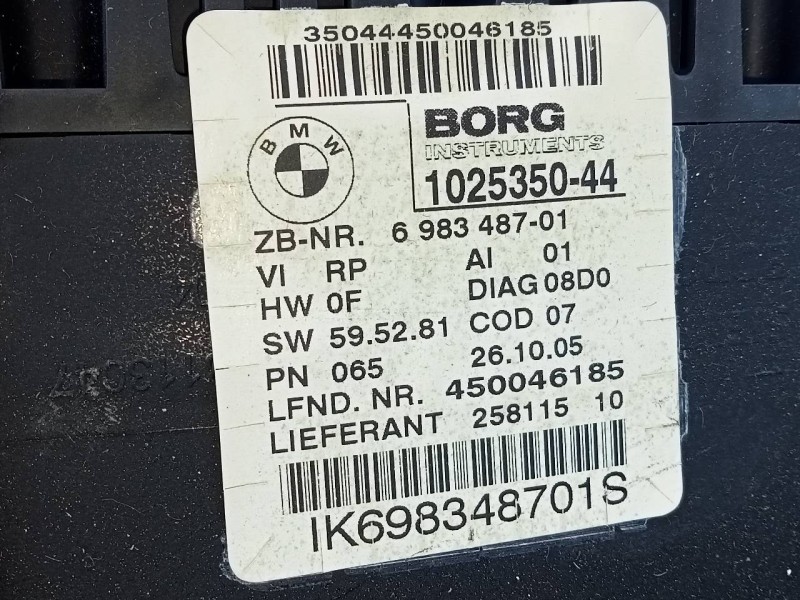 35044450046185
BMW
BORG
INSTRUMENTS
1025350-44
ZB-NR. 6 983 487-01
VI RP AI 01
HW 0F DIAG 08D0
SW 59.52.81 COD 07
PN 065 26.10.05
LFND. NR. 450046185
LIEFERANT 258115 10
IK698348701S